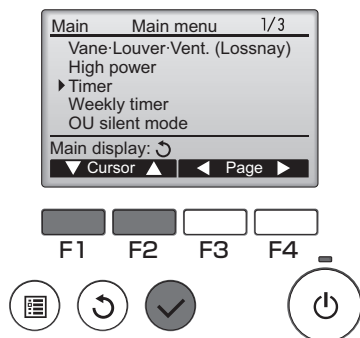 Main Main menu 1/3
Vane·Louver·Vent. (Lossnay)
High power
Timer
Weekly timer
OU silent mode
Main display:
Cursor Page
F1 F2 F3 F4